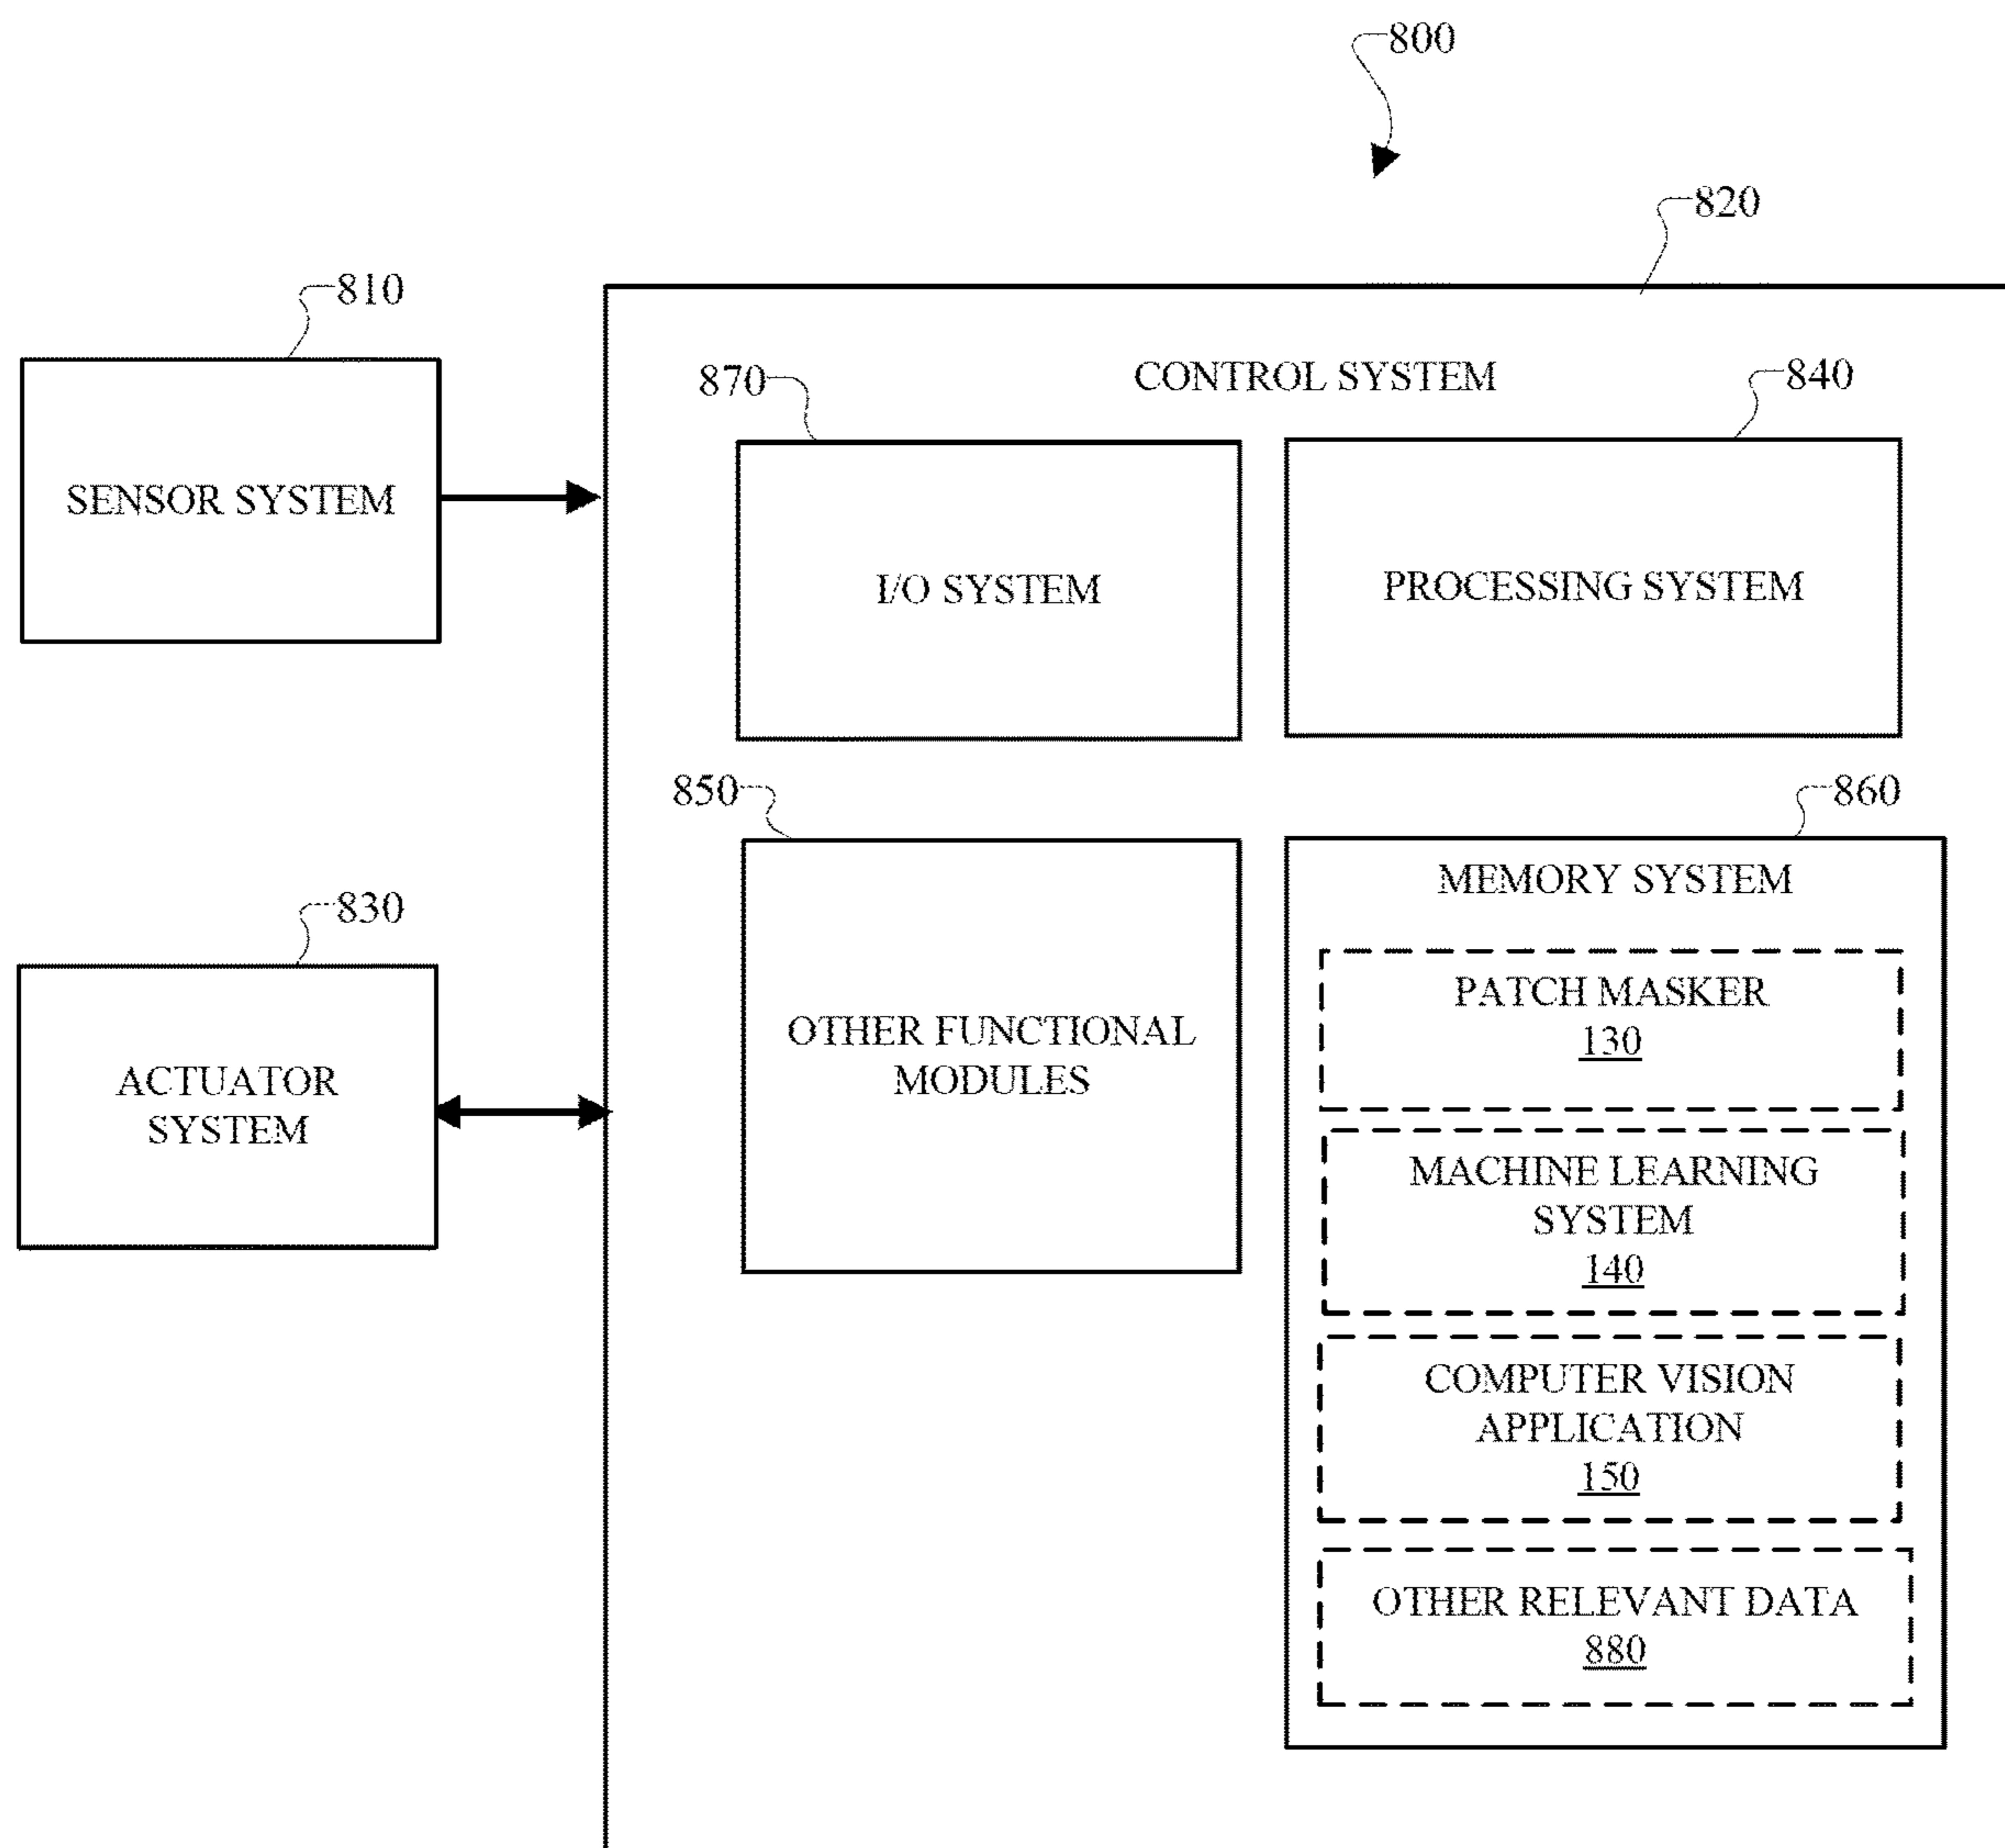 800
820
810
CONTROL SYSTEM
870
840
SENSOR SYSTEM
I/O SYSTEM
PROCESSING SYSTEM
850
860
MEMORY SYSTEM
830
PATCH MASKER
130
OTHER FUNCTIONAL
MODULES
ACTUATOR
SYSTEM
MACHINE LEARNING
SYSTEM
140
COMPUTER VISION
APPLICATION
150
OTHER RELEVANT DATA
880